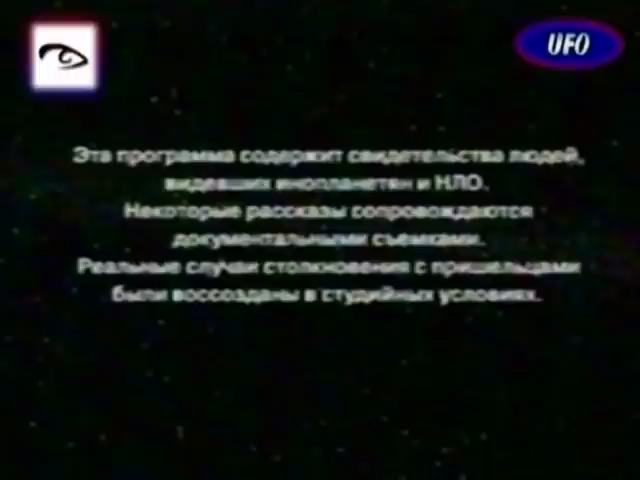 UFO
Эта программа содержит свидетельства людей,
видевших инопланетян и НЛО.
Некоторые рассказы сопровождаются
документальными съемками.
Реальные случаи столкновения с пришельцами
были воссозданы в студийных условиях.